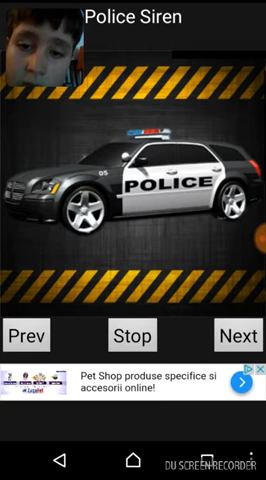 Police Siren
05
POLICE
Prev
Stop
Next
Pet Shop produse specifice si
accesorii online!
DU SCREEN RECORDER